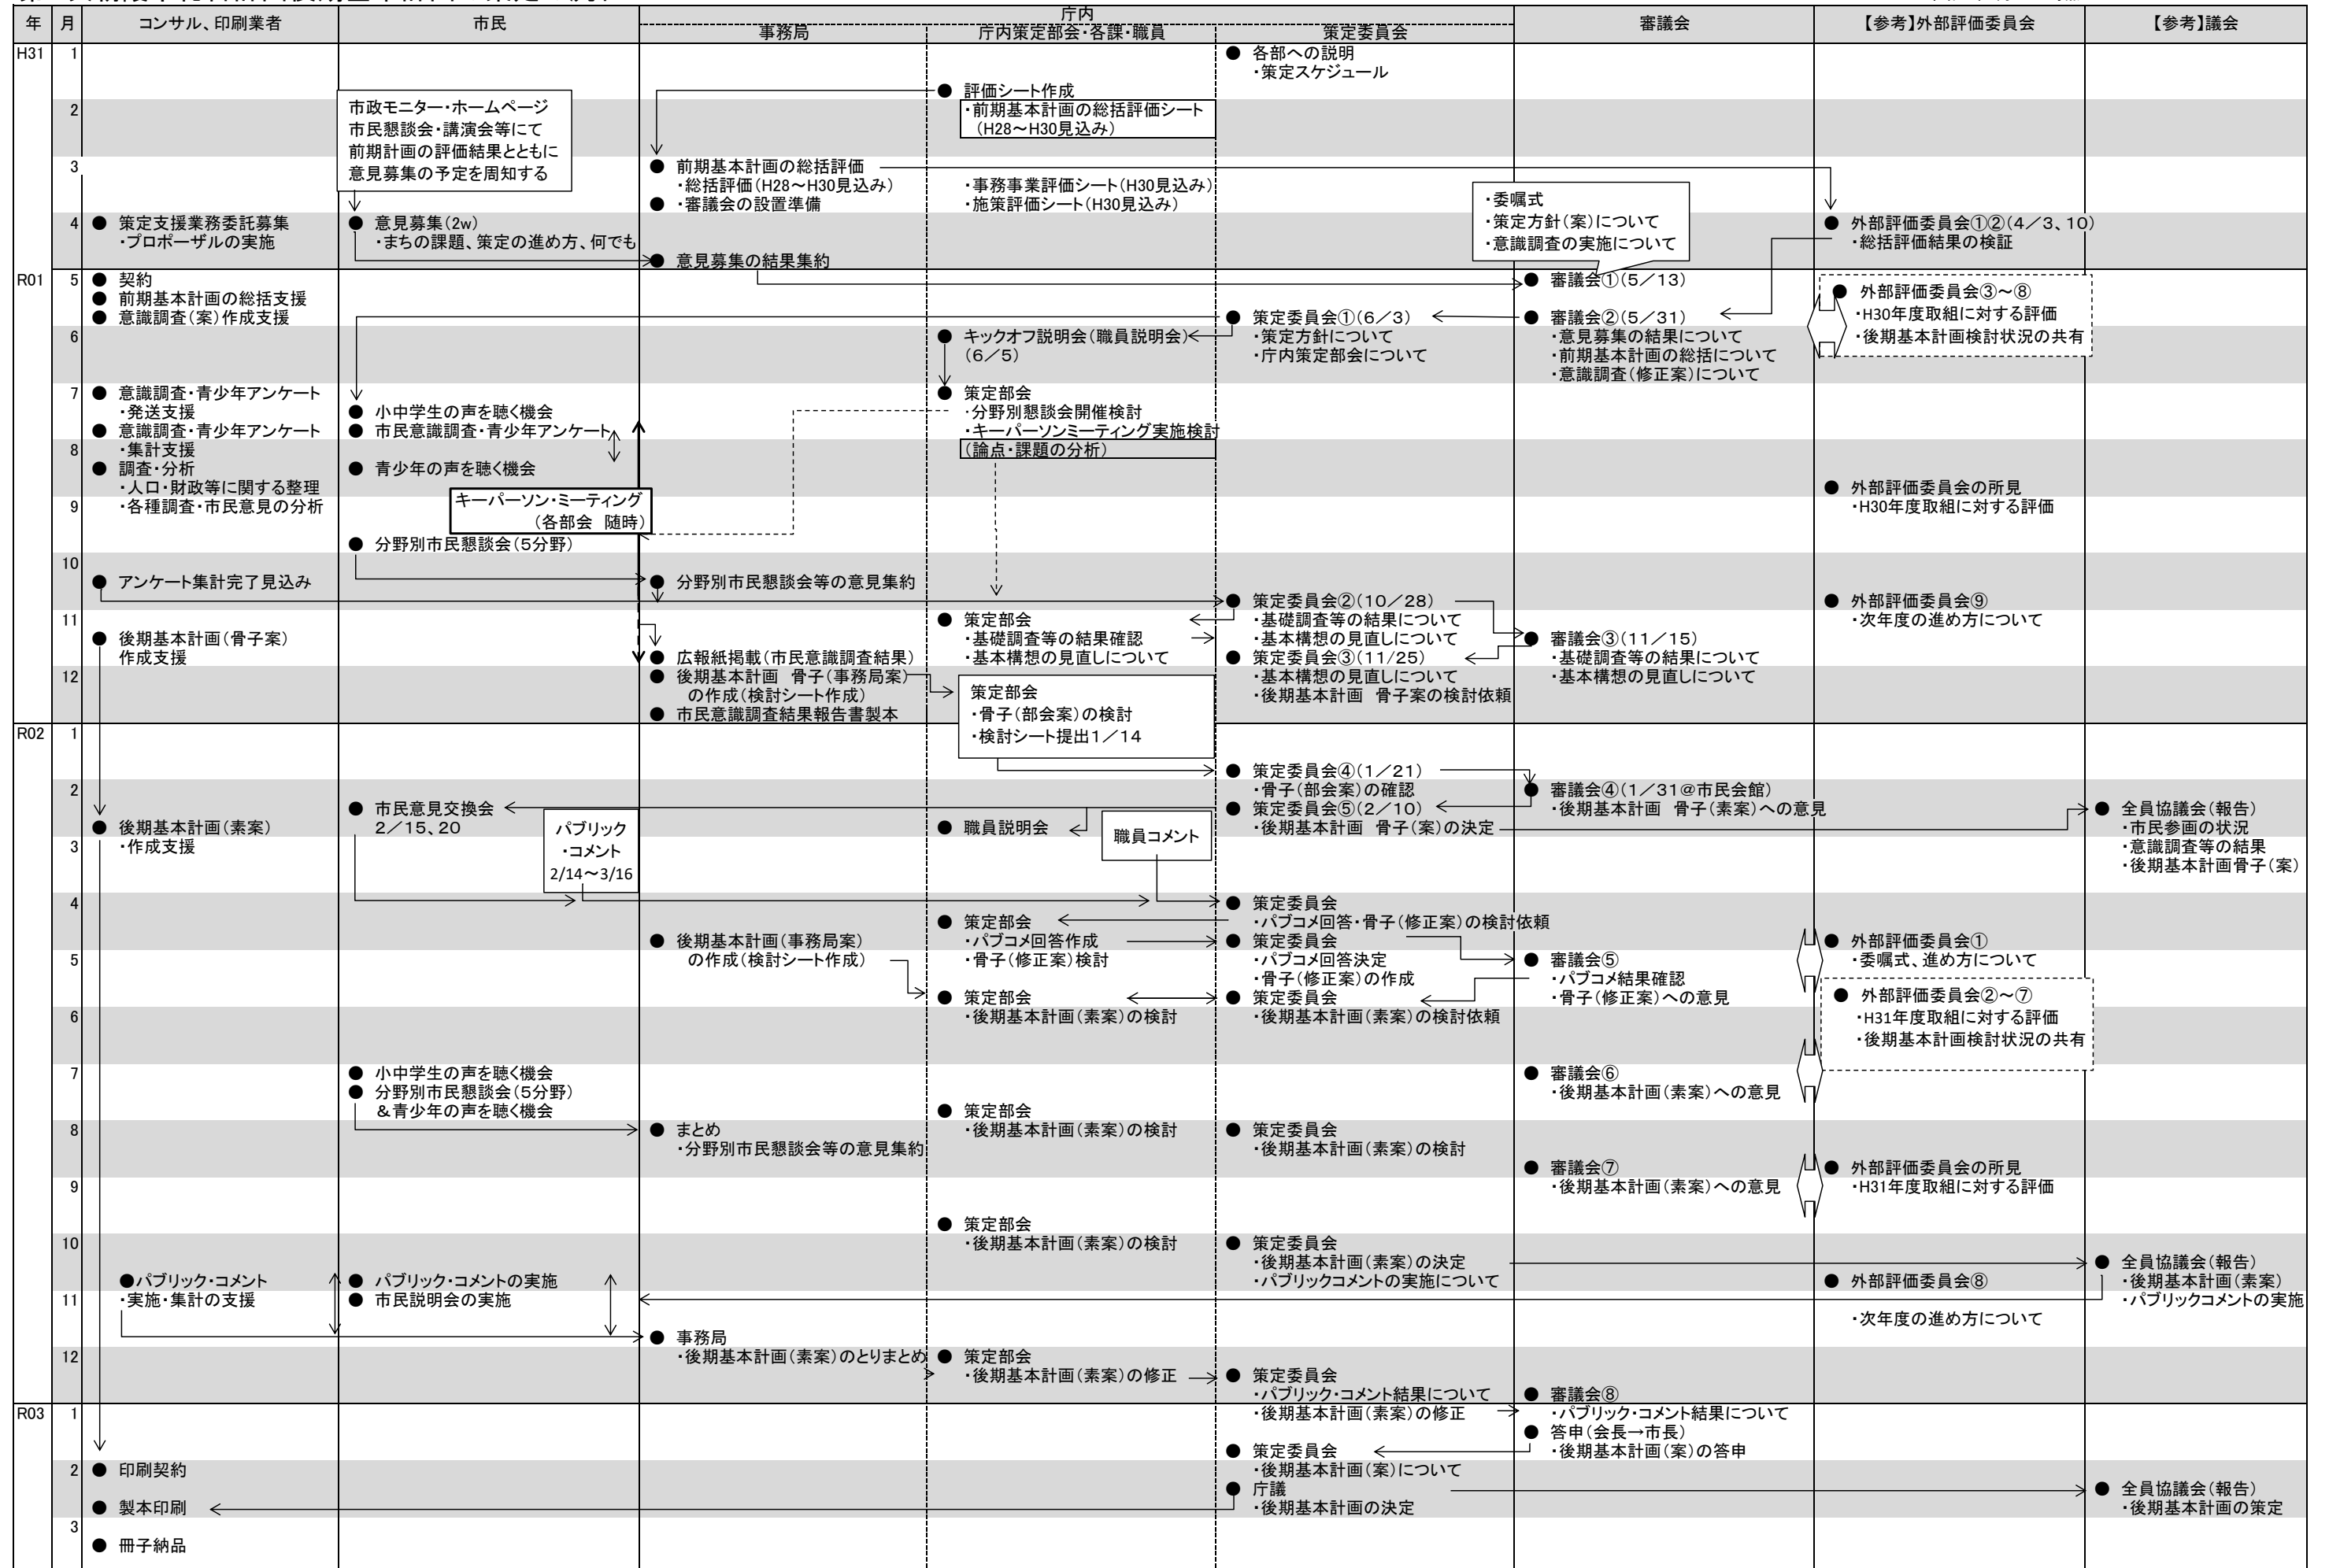 年
月
コンサル、印刷業者
市民
庁内
事務局
庁内策定部会・各課・職員
策定委員会
審議会
【参考】外部評価委員会
【参考】議会
H31
1
● 各部への説明
・策定スケジュール
● 評価シート作成
2
・前期基本計画の総括評価シート
（H28～H30見込み）
市政モニター・ホームページ
市民懇談会・講演会等にて
前期計画の評価結果とともに
意見募集の予定を周知する
3
● 前期基本計画の総括評価
・総括評価（H28～H30見込み）
● ・審議会の設置準備
・事務事業評価シート（H30見込み）
・施策評価シート（H30見込み）
・委嘱式
・策定方針（案）について
・意識調査の実施について
4
● 策定支援業務委託募集
・プロポーザルの実施
● 意見募集（2w）
・まちの課題、策定の進め方、何でも
● 意見募集の結果集約
● 外部評価委員会①②（4／3、10）
・総括評価結果の検証
R01
5
● 契約
● 前期基本計画の総括支援
● 意識調査（案）作成支援
● 審議会①（5／13）
● 外部評価委員会③～⑧
・H30年度取組に対する評価
・後期基本計画検討状況の共有
● 策定委員会①（6／3）
・策定方針について
・庁内策定部会について
● 審議会②（5／31）
・意見募集の結果について
・前期基本計画の総括について
・意識調査（修正案）について
6
● キックオフ説明会（職員説明会）
（6／5）
7
● 意識調査・青少年アンケート
・発送支援
● 意識調査・青少年アンケート
・集計支援
● 小中学生の声を聴く機会
● 市民意識調査・青少年アンケート
● 策定部会
・分野別懇談会開催検討
・キーパーソンミーティング実施検討
（論点・課題の分析）
8
● 調査・分析
・人口・財政等に関する整理
・各種調査・市民意見の分析
● 青少年の声を聴く機会
キーパーソン・ミーティング
（各部会　随時）
● 外部評価委員会の所見
・H30年度取組に対する評価
9
● 分野別市民懇談会（5分野）
10
● アンケート集計完了見込み
● 分野別市民懇談会等の意見集約
● 策定委員会②（10／28）
・基礎調査等の結果について
・基本構想の見直しについて
● 外部評価委員会⑨
・次年度の進め方について
11
● 後期基本計画（骨子案）
作成支援
● 策定部会
・基礎調査等の結果確認
・基本構想の見直しについて
● 審議会③（11／15）
・基礎調査等の結果について
・基本構想の見直しについて
● 広報紙掲載（市民意識調査結果）
● 策定委員会③（11/25）
・基本構想の見直しについて
・後期基本計画　骨子案の検討依頼
12
● 後期基本計画　骨子（事務局案）
の作成（検討シート作成）
● 市民意識調査結果報告書製本
策定部会
・骨子（部会案）の検討
・検討シート提出1／14
R02
1
● 策定委員会④（1／21）
・骨子（部会案）の確認
● 策定委員会⑤（2／10）
・後期基本計画　骨子（案）の決定
2
● 審議会④（1／31＠市民会館）
・後期基本計画　骨子（素案）への意見
● 市民意見交換会
2／15、20
パブリック
・コメント
2/14～3/16
● 職員説明会
職員コメント
● 全員協議会（報告）
・市民参画の状況
・意識調査等の結果
・後期基本計画骨子（案）
● 後期基本計画（素案）
・作成支援
3
4
● 策定委員会
・パブコメ回答・骨子（修正案）の検討依頼
● 策定部会
・パブコメ回答作成
・骨子（修正案）検討
● 後期基本計画（事務局案）
の作成（検討シート作成）
● 策定委員会
・パブコメ回答決定
・骨子（修正案）の作成
● 外部評価委員会①
・委嘱式、進め方について
5
● 審議会⑤
・パブコメ結果確認
・骨子（修正案）への意見
● 策定部会
・後期基本計画（素案）の検討
● 策定委員会
・後期基本計画（素案）の検討依頼
● 外部評価委員会②～⑦
・H31年度取組に対する評価
・後期基本計画検討状況の共有
6
7
● 小中学生の声を聴く機会
● 分野別市民懇談会（5分野）
＆青少年の声を聴く機会
● 審議会⑥
・後期基本計画（素案）への意見
● 策定部会
・後期基本計画（素案）の検討
8
● まとめ
・分野別市民懇談会等の意見集約
● 策定委員会
・後期基本計画（素案）の検討
● 審議会⑦
・後期基本計画（素案）への意見
● 外部評価委員会の所見
・H31年度取組に対する評価
9
● 策定部会
・後期基本計画（素案）の検討
10
● 策定委員会
・後期基本計画（素案）の決定
・パブリックコメントの実施について
● 全員協議会（報告）
・後期基本計画（素案）
・パブリックコメントの実施
●パブリック・コメント
・実施・集計の支援
● パブリック・コメントの実施
● 市民説明会の実施
● 外部評価委員会⑧
・次年度の進め方について
11
● 事務局
・後期基本計画（素案）のとりまとめ
12
● 策定部会
・後期基本計画（素案）の修正
● 策定委員会
・パブリック・コメント結果について
・後期基本計画（素案）の修正
● 審議会⑧
・パブリック・コメント結果について
R03
1
● 答申（会長→市長）
・後期基本計画（案）の答申
● 策定委員会
・後期基本計画（案）について
2
● 印刷契約
● 庁議
・後期基本計画の決定
● 全員協議会（報告）
・後期基本計画の策定
● 製本印刷
3
● 冊子納品